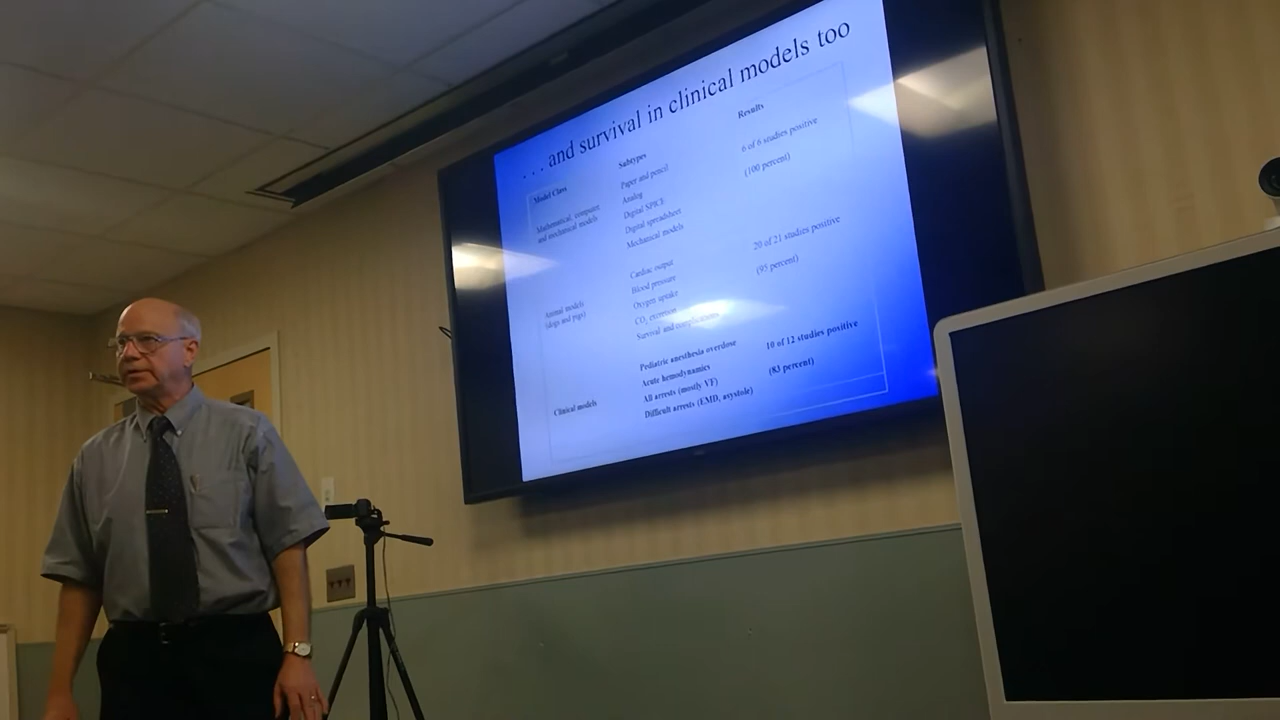 . . . and survival in clinical models too
Model Class
Subtypes
Results
Mathematical, computer,
and mechanical models
Paper and pencil
Analog
Digital SPICE
Digital spreadsheet
Mechanical models
6 of 6 studies positive
(100 percent)
Animal models
(dogs and pigs)
Cardiac output
Blood pressure
Oxygen uptake
CO₂ excretion
Survival and complications
20 of 21 studies positive
(95 percent)
Clinical models
Pediatric anesthesia overdose
Acute hemodynamics
All arrests (mostly VF)
Difficult arrests (EMD, asystole)
10 of 12 studies positive
(83 percent)